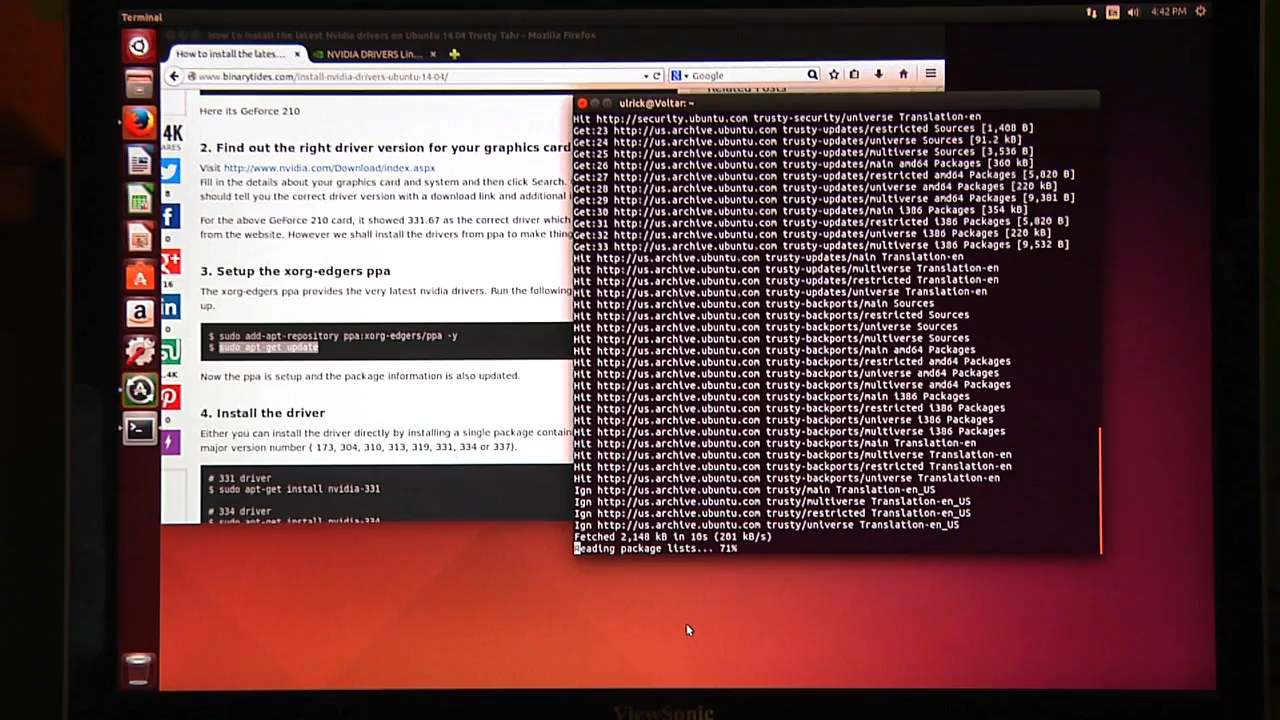 Terminal
En
4:42 PM
How to install the latest Nvidia drivers on Ubuntu 14.04 Trusty Tahr - Mozilla Firefox
How to install the lates...
NVIDIA DRIVERS Lin...
www.binarytides.com/install-nvidia-drivers-ubuntu-14-04/
Google
Related Posts
Here its GeForce 210
4K
ARES
8
0
16
0
.4K
0
2. Find out the right driver version for your graphics card
Visit http://www.nvidia.com/Download/index.aspx
Fill in the details about your graphics card and system and then click Search.
should tell you the correct driver version with a download link and additional i
For the above GeForce 210 card, it showed 331.67 as the correct driver which
from the website. However we shall install the drivers from ppa to make thing
3. Setup the xorg-edgers ppa
The xorg-edgers ppa provides the very latest nvidia drivers. Run the following
up.
$ sudo add-apt-repository ppa:xorg-edgers/ppa -y
$ sudo apt-get update
Now the ppa is setup and the package information is also updated.
4. Install the driver
Either you can install the driver directly by installing a single package contain
major version number ( 173, 304, 310, 313, 319, 331, 334 or 337).
# 331 driver
$ sudo apt-get install nvidia-331
# 334 driver
$ sudo apt-get install nvidia-334
ulrick@Voltar: ~
Hit http://security.ubuntu.com trusty-security/universe Translation-en
Get:23 http://us.archive.ubuntu.com trusty-updates/restricted Sources [1,408 B]
Get:24 http://us.archive.ubuntu.com trusty-updates/universe Sources [91.2 kB]
Get:25 http://us.archive.ubuntu.com trusty-updates/multiverse Sources [3,536 B]
Get:26 http://us.archive.ubuntu.com trusty-updates/main amd64 Packages [360 kB]
Get:27 http://us.archive.ubuntu.com trusty-updates/restricted amd64 Packages [5,820 B]
Get:28 http://us.archive.ubuntu.com trusty-updates/universe amd64 Packages [220 kB]
Get:29 http://us.archive.ubuntu.com trusty-updates/multiverse amd64 Packages [9,381 B]
Get:30 http://us.archive.ubuntu.com trusty-updates/main i386 Packages [354 kB]
Get:31 http://us.archive.ubuntu.com trusty-updates/restricted i386 Packages [5,820 B]
Get:32 http://us.archive.ubuntu.com trusty-updates/universe i386 Packages [220 kB]
Get:33 http://us.archive.ubuntu.com trusty-updates/multiverse i386 Packages [9,532 B]
Hit http://us.archive.ubuntu.com trusty-updates/main Translation-en
Hit http://us.archive.ubuntu.com trusty-updates/multiverse Translation-en
Hit http://us.archive.ubuntu.com trusty-updates/restricted Translation-en
Hit http://us.archive.ubuntu.com trusty-updates/universe Translation-en
Hit http://us.archive.ubuntu.com trusty-backports/main Sources
Hit http://us.archive.ubuntu.com trusty-backports/restricted Sources
Hit http://us.archive.ubuntu.com trusty-backports/universe Sources
Hit http://us.archive.ubuntu.com trusty-backports/multiverse Sources
Hit http://us.archive.ubuntu.com trusty-backports/main amd64 Packages
Hit http://us.archive.ubuntu.com trusty-backports/restricted amd64 Packages
Hit http://us.archive.ubuntu.com trusty-backports/universe amd64 Packages
Hit http://us.archive.ubuntu.com trusty-backports/multiverse amd64 Packages
Hit http://us.archive.ubuntu.com trusty-backports/main i386 Packages
Hit http://us.archive.ubuntu.com trusty-backports/restricted i386 Packages
Hit http://us.archive.ubuntu.com trusty-backports/universe i386 Packages
Hit http://us.archive.ubuntu.com trusty-backports/multiverse i386 Packages
Hit http://us.archive.ubuntu.com trusty-backports/main Translation-en
Hit http://us.archive.ubuntu.com trusty-backports/multiverse Translation-en
Hit http://us.archive.ubuntu.com trusty-backports/restricted Translation-en
Hit http://us.archive.ubuntu.com trusty-backports/universe Translation-en
Ign http://us.archive.ubuntu.com trusty/main Translation-en_US
Ign http://us.archive.ubuntu.com trusty/multiverse Translation-en_US
Ign http://us.archive.ubuntu.com trusty/restricted Translation-en_US
Ign http://us.archive.ubuntu.com trusty/universe Translation-en_US
Fetched 2,148 kB in 10s (201 kB/s)
Reading package lists... 71%
ViewSonic